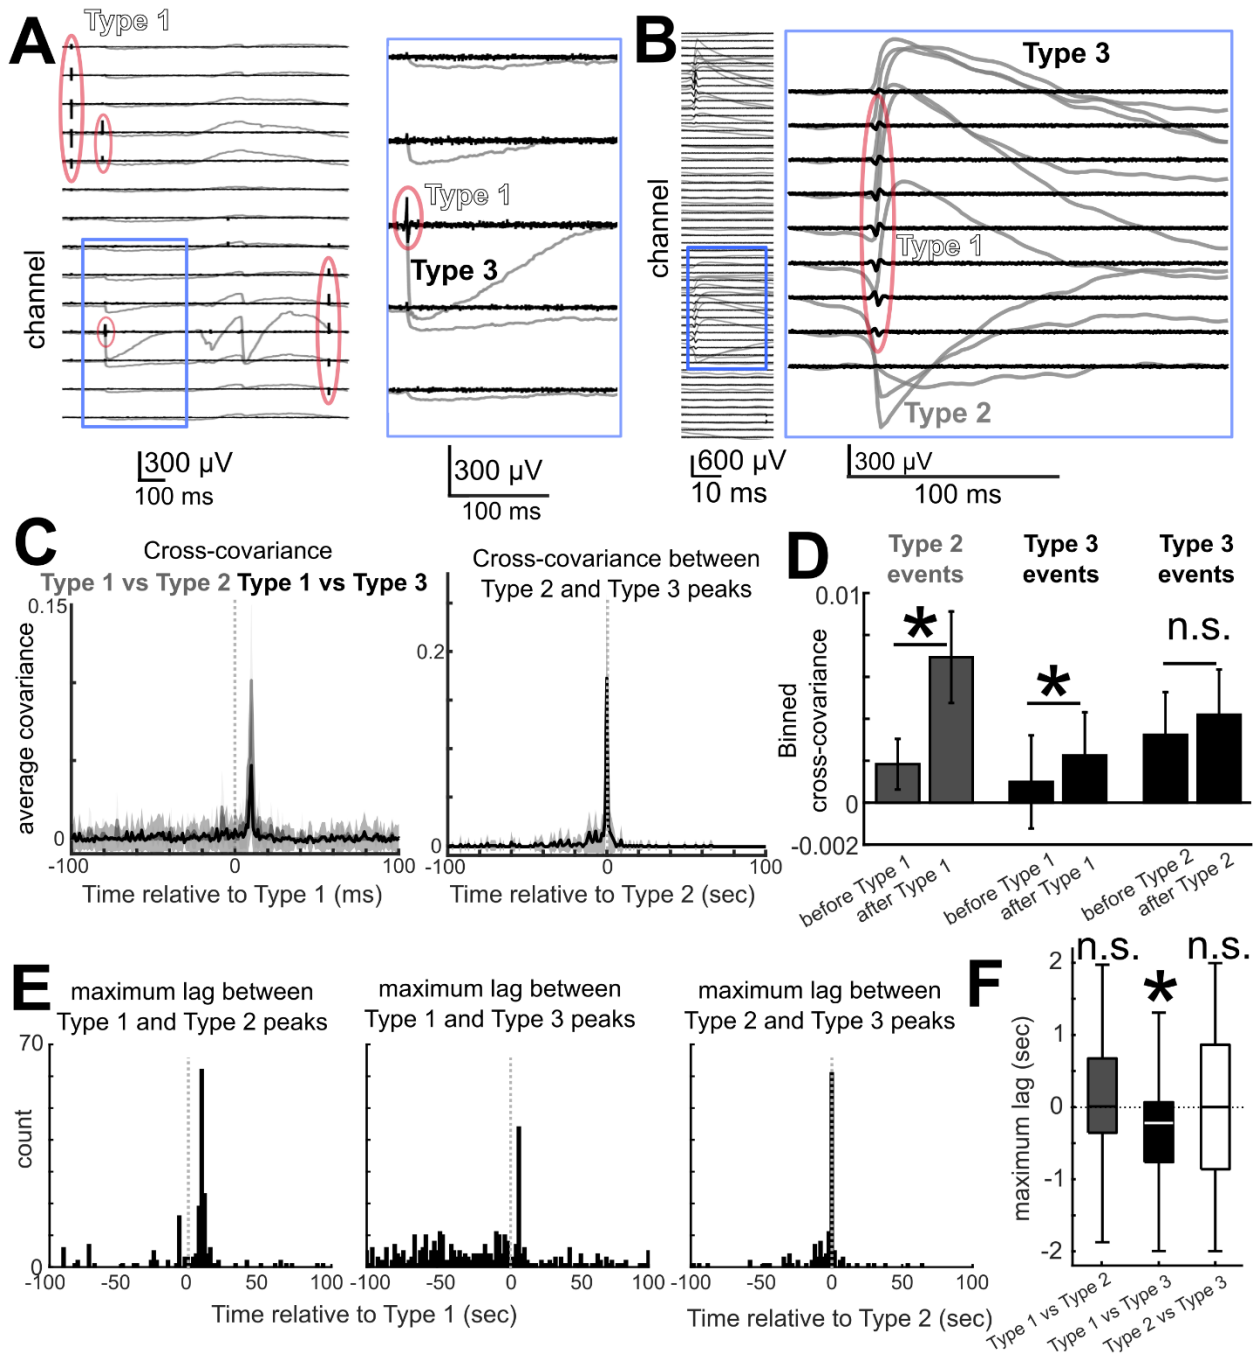 A
Type 1
channel
300 µV
100 ms
Type 1
Type 3
300 µV
100 ms
B
channel
600 µV
10 ms
Type 3
Type 1
Type 2
300 µV
100 ms
C
Cross-covariance
Type 1 vs Type 2 Type 1 vs Type 3
0.15
average covariance
0
-100
0
100
Time relative to Type 1 (ms)
Cross-covariance between
Type 2 and Type 3 peaks
0.2
0
-100
0
100
Time relative to Type 2 (sec)
D
Type 2
events
Type 3
events
Type 3
events
0.01
Binned
cross-covariance
0
-0.002
*
*
n.s.
before Type 1
after Type 1
before Type 1
after Type 1
before Type 2
after Type 2
E
maximum lag between
Type 1 and Type 2 peaks
70
count
0
-100
-50
0
50
100
maximum lag between
Type 1 and Type 3 peaks
-100
-50
0
50
100
Time relative to Type 1 (sec)
maximum lag between
Type 2 and Type 3 peaks
-100
-50
0
50
100
Time relative to Type 2 (sec)
F
n.s.
*
n.s.
2
1
0
-1
-2
maximum lag (sec)
Type 1 vs Type 2
Type 1 vs Type 3
Type 2 vs Type 3